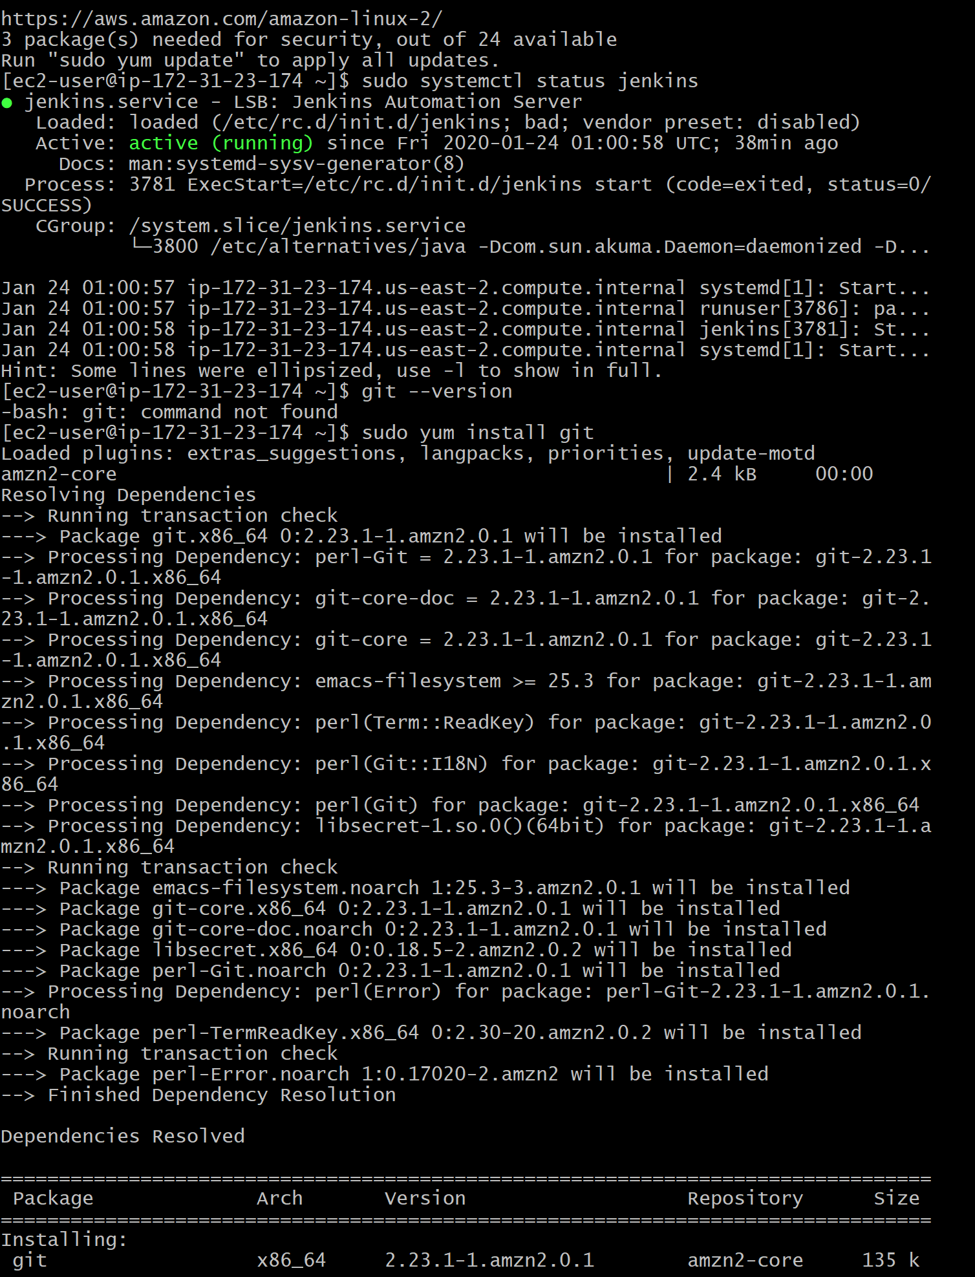 https://aws.amazon.com/amazon-linux-2/
3 package(s) needed for security, out of 24 available
Run "sudo yum update" to apply all updates.
[ec2-user@ip-172-31-23-174 ~]$ sudo systemctl status jenkins
● jenkins.service - LSB: Jenkins Automation Server
   Loaded: loaded (/etc/rc.d/init.d/jenkins; bad; vendor preset: disabled)
   Active: active (running) since Fri 2020-01-24 01:00:58 UTC; 38min ago
     Docs: man:systemd-sysv-generator(8)
  Process: 3781 ExecStart=/etc/rc.d/init.d/jenkins start (code=exited, status=0/
SUCCESS)
   CGroup: /system.slice/jenkins.service
           └─3800 /etc/alternatives/java -Dcom.sun.akuma.Daemon=daemonized -D...
Jan 24 01:00:57 ip-172-31-23-174.us-east-2.compute.internal systemd[1]: Start...
Jan 24 01:00:57 ip-172-31-23-174.us-east-2.compute.internal runuser[3786]: pa...
Jan 24 01:00:58 ip-172-31-23-174.us-east-2.compute.internal jenkins[3781]: St...
Jan 24 01:00:58 ip-172-31-23-174.us-east-2.compute.internal systemd[1]: Start...
Hint: Some lines were ellipsized, use -l to show in full.
[ec2-user@ip-172-31-23-174 ~]$ git --version
-bash: git: command not found
[ec2-user@ip-172-31-23-174 ~]$ sudo yum install git
Loaded plugins: extras_suggestions, langpacks, priorities, update-motd
amzn2-core                                               | 2.4 kB     00:00
Resolving Dependencies
--> Running transaction check
---> Package git.x86_64 0:2.23.1-1.amzn2.0.1 will be installed
--> Processing Dependency: perl-Git = 2.23.1-1.amzn2.0.1 for package: git-2.23.1
-1.amzn2.0.1.x86_64
--> Processing Dependency: git-core-doc = 2.23.1-1.amzn2.0.1 for package: git-2.
23.1-1.amzn2.0.1.x86_64
--> Processing Dependency: git-core = 2.23.1-1.amzn2.0.1 for package: git-2.23.1
-1.amzn2.0.1.x86_64
--> Processing Dependency: emacs-filesystem >= 25.3 for package: git-2.23.1-1.am
zn2.0.1.x86_64
--> Processing Dependency: perl(Term::ReadKey) for package: git-2.23.1-1.amzn2.0
.1.x86_64
--> Processing Dependency: perl(Git::I18N) for package: git-2.23.1-1.amzn2.0.1.x
86_64
--> Processing Dependency: perl(Git) for package: git-2.23.1-1.amzn2.0.1.x86_64
--> Processing Dependency: libsecret-1.so.0()(64bit) for package: git-2.23.1-1.a
mzn2.0.1.x86_64
--> Running transaction check
---> Package emacs-filesystem.noarch 1:25.3-3.amzn2.0.1 will be installed
---> Package git-core.x86_64 0:2.23.1-1.amzn2.0.1 will be installed
---> Package git-core-doc.noarch 0:2.23.1-1.amzn2.0.1 will be installed
---> Package libsecret.x86_64 0:0.18.5-2.amzn2.0.2 will be installed
---> Package perl-Git.noarch 0:2.23.1-1.amzn2.0.1 will be installed
--> Processing Dependency: perl(Error) for package: perl-Git-2.23.1-1.amzn2.0.1.
noarch
---> Package perl-TermReadKey.x86_64 0:2.30-20.amzn2.0.2 will be installed
--> Running transaction check
---> Package perl-Error.noarch 1:0.17020-2.amzn2 will be installed
--> Finished Dependency Resolution
Dependencies Resolved
================================================================================
 Package              Arch       Version                   Repository      Size
================================================================================
Installing:
 git                  x86_64     2.23.1-1.amzn2.0.1        amzn2-core     135 k